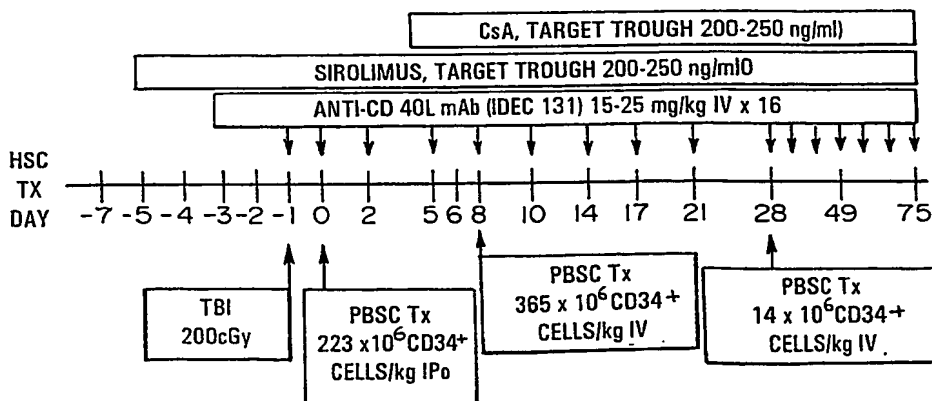 CsA, TARGET TROUGH 200-250 ng/ml)
SIROLIMUS, TARGET TROUGH 200-250 ng/mlO
ANTI-CD 40L mAb (IDEC 131) 15-25 mg/kg IV x 16
HSC
TX
DAY
-7 -5 -4 -3 -2 -1 0 2 5 6 8 10 14 17 21 28 49 75
TBI
200cGy
PBSC Tx
223 x10⁶CD34+
CELLS/kg IPo
PBSC Tx
365 x 10⁶CD34+
CELLS/kg IV
PBSC Tx
14 x 10⁶CD34+
CELLS/kg IV